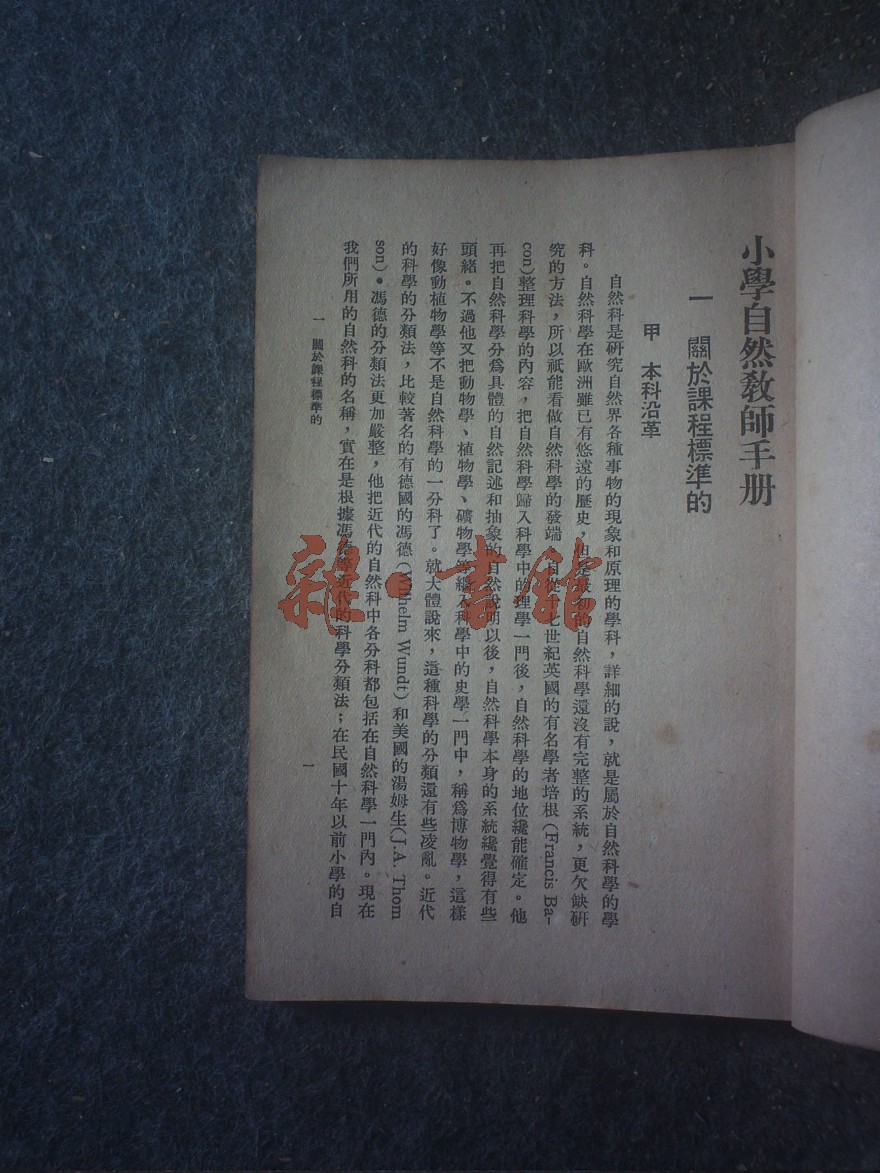 小學自然教師手册
一 關於課程標準的
甲 本科沿革
自然科是研究自然界各種事物的現象和原理的學科，詳細的說，就是屬於自然科學的學
科。自然科學在歐洲雖已有悠遠的歷史，但是最初的自然科學還沒有完整的系統，更欠缺研
究的方法，所以祇能看做自然科學的發端。自從十七世紀英國的有名學者培根(Francis Ba-
con)整理科學的內容，把自然科學歸入科學中的理學一門後，自然科學的地位纔能確定。他
再把自然科學分爲具體的自然記述和抽象的自然說明以後，自然科學本身的系統纔覺得有些
頭緒。不過他又把動物學、植物學、礦物學等編入科學中的史學一門中，稱爲博物學，這樣
好像動植物學等不是自然科學的一分科了。就大體說來，這種科學的分類還有些凌亂。近代
的科學的分類法，比較著名的有德國的馮德(Wilhelm Wundt)和美國的湯姆生(J.A. Thom
son)。馮德的分類法更加嚴整，他把近代的自然科中各分科都包括在自然科學一門內。現在
我們所用的自然科的名稱，實在是根據馮德等近代的科學分類法；在民國十年以前小學的自
一 關於課程標準的
一
雜·書館